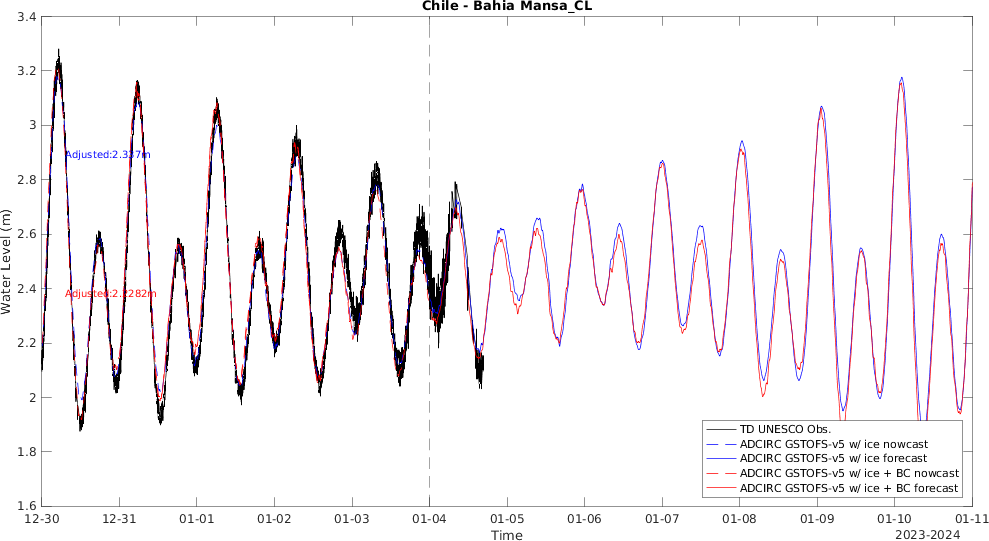 Chile - Bahia Mansa_CL
3.4
3.2
3
2.8
2.6
2.4
2.2
2
1.8
1.6
Water Level (m)
Adjusted:2.337m
Adjusted:2.2282m
TD UNESCO Obs.
ADCIRC GSTOFS-v5 w/ ice nowcast
ADCIRC GSTOFS-v5 w/ ice forecast
ADCIRC GSTOFS-v5 w/ ice + BC nowcast
ADCIRC GSTOFS-v5 w/ ice + BC forecast
12-30 12-31 01-01 01-02 01-03 01-04 01-05 01-06 01-07 01-08 01-09 01-10 01-11
Time
2023-2024